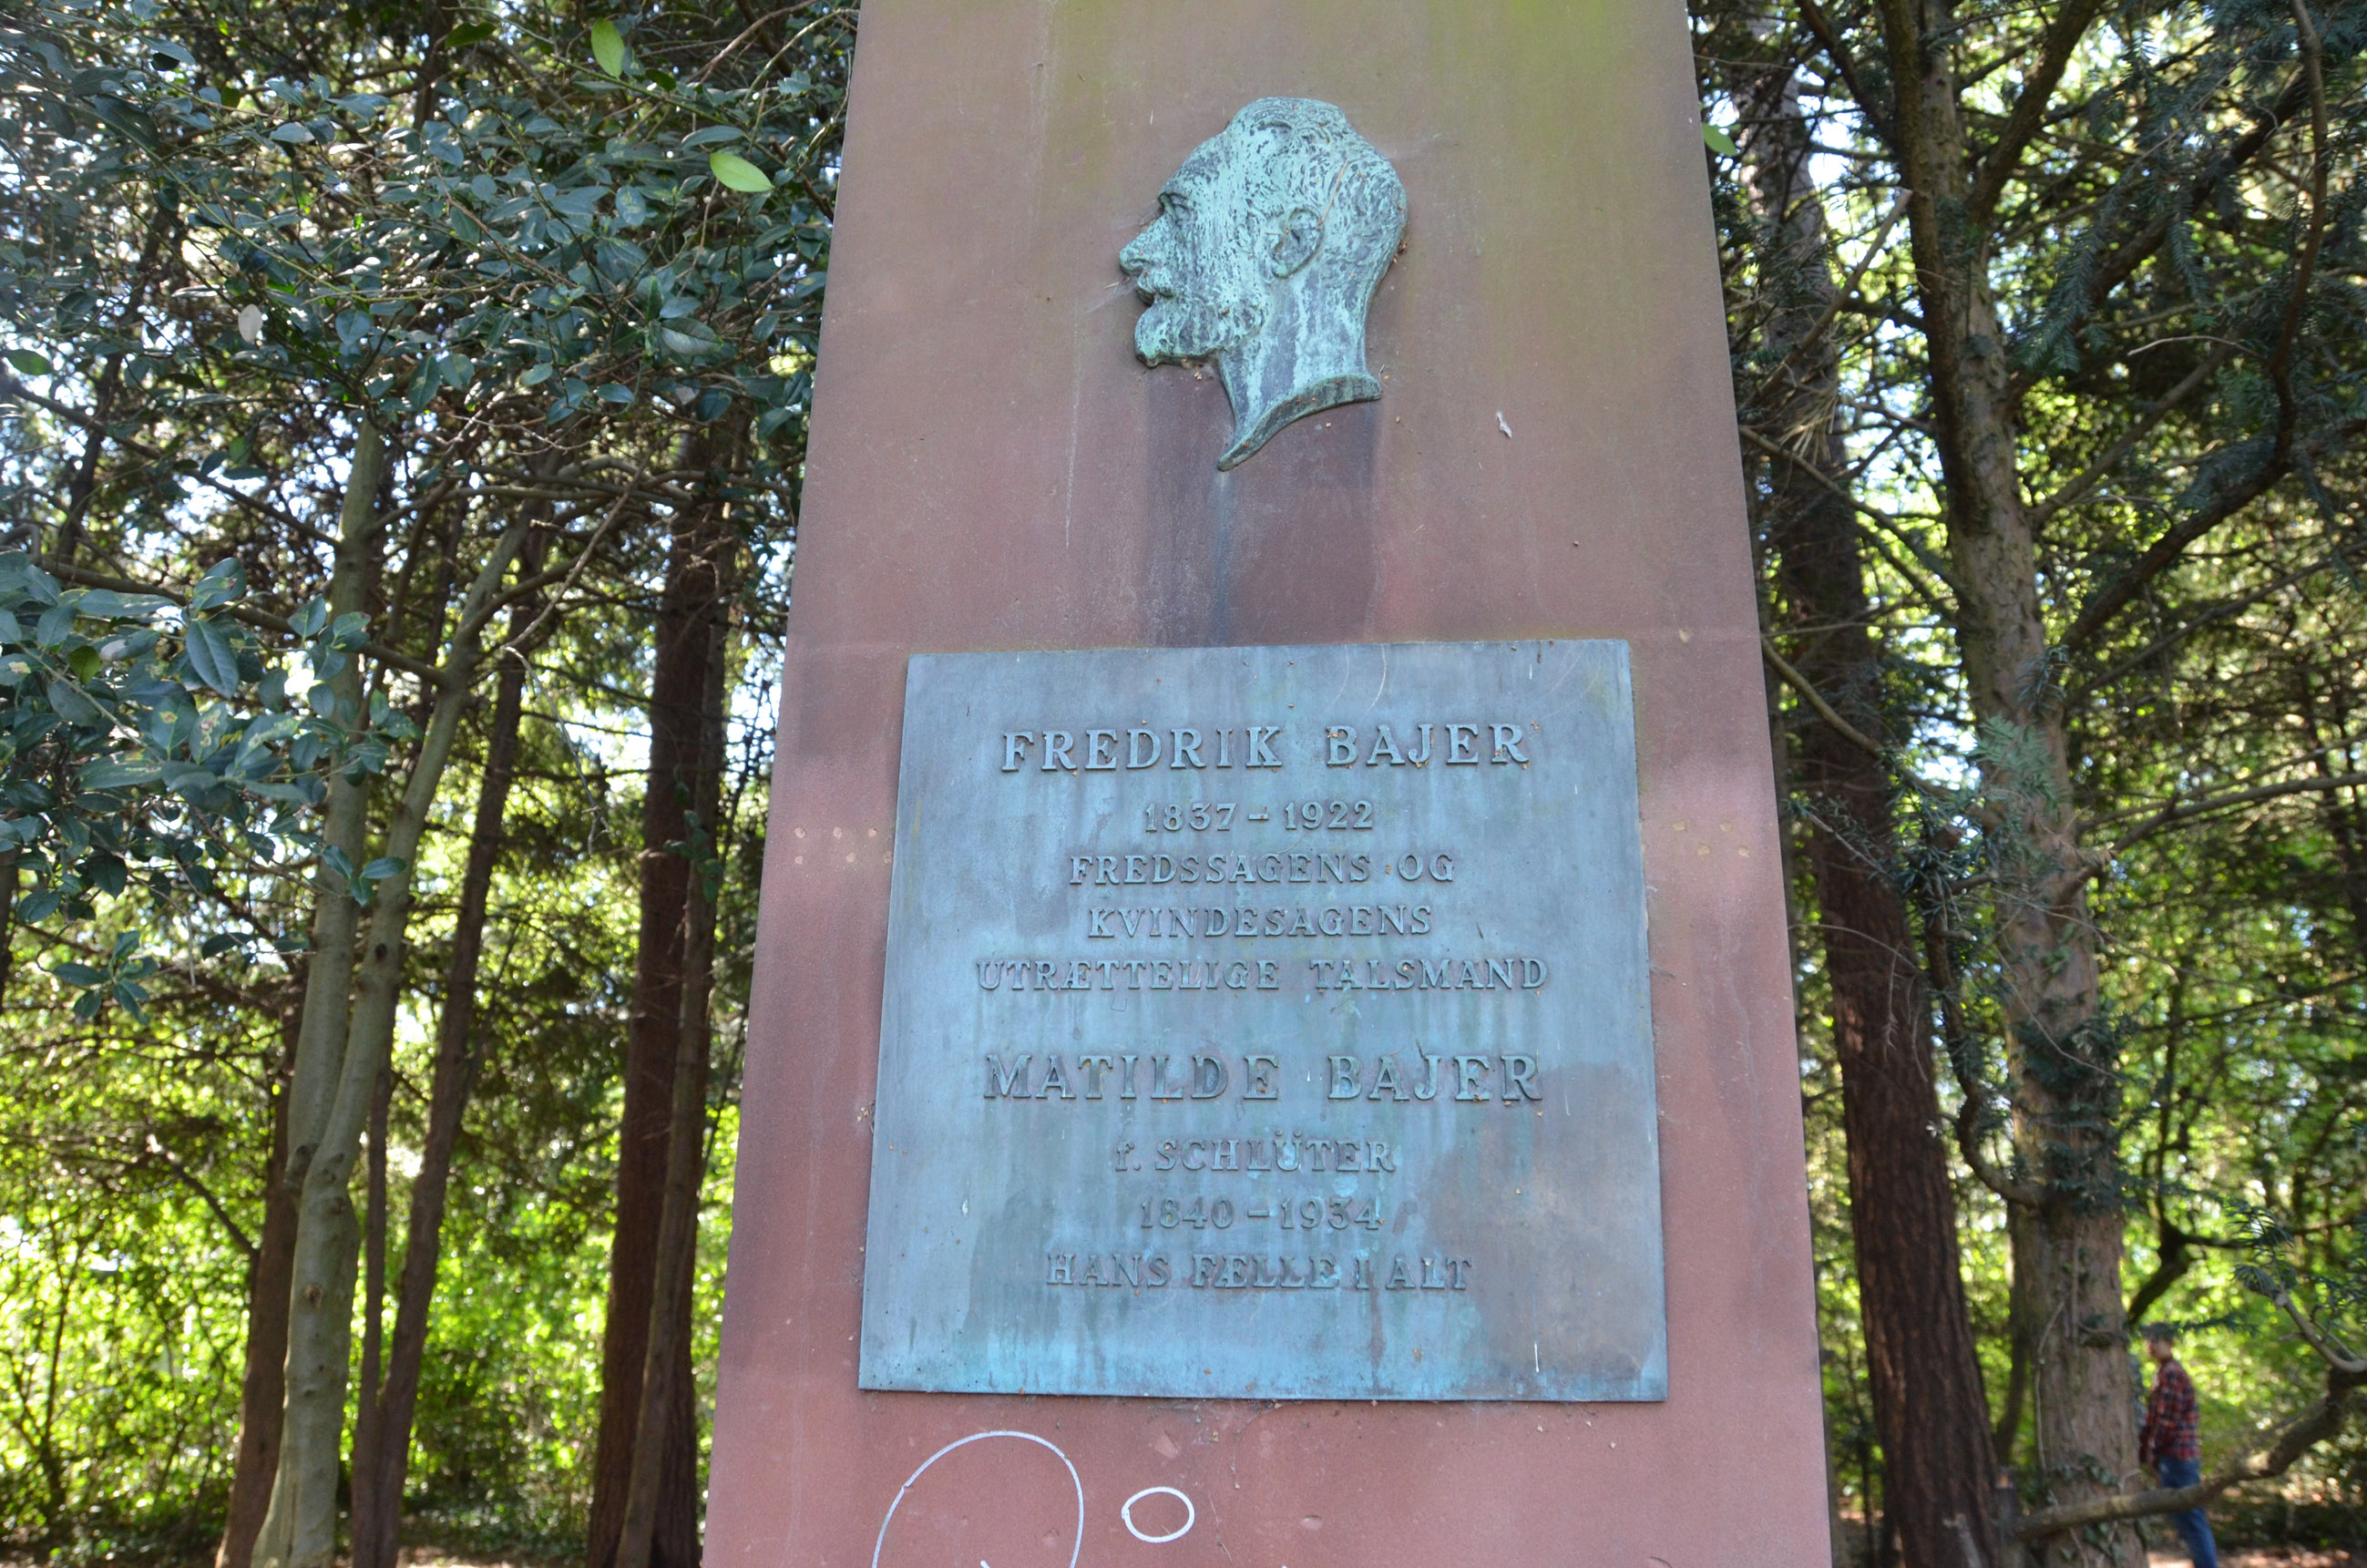 FREDRIK BAJER
1837 – 1922
FREDSSAGENS OG
KVINDESAGENS
UTRÆTTELIGE TALSMAND
MATILDE BAJER
f. SCHLÜTER
1840 – 1934
HANS FÆLLE I ALT